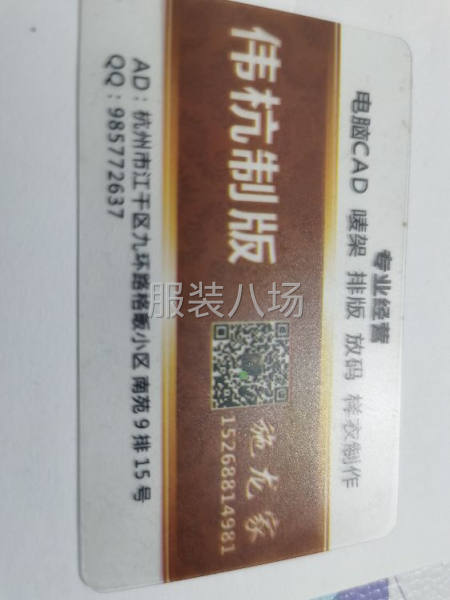 专业经营
电脑CAD 唛架 排版 放码 样衣制作
伟杭制版
施龙家
15268814981
AD：杭州市江干区九环路格畈小区 南苑9排15号
QQ：985772637
服装八场